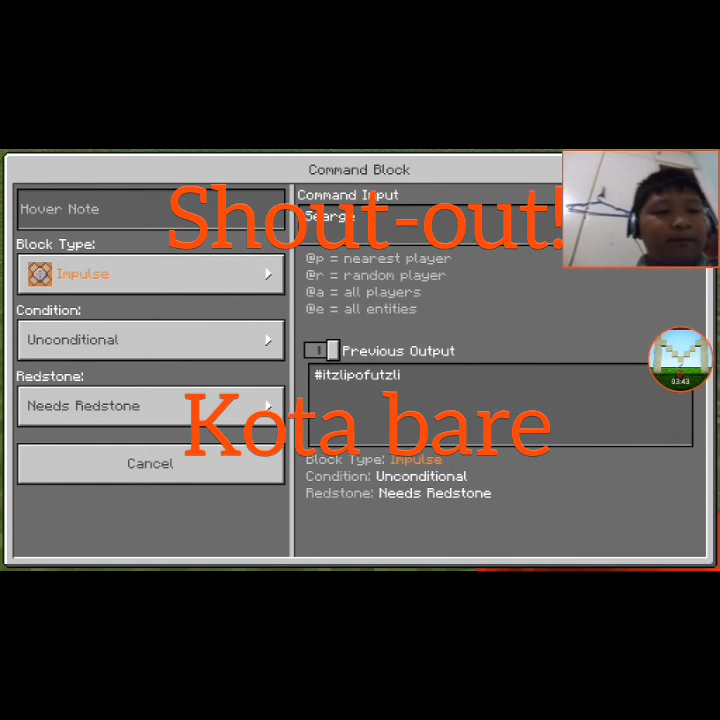 Command Block
Hover Note
Block Type:
Impulse
Condition:
Unconditional
Redstone:
Needs Redstone
Cancel
Command Input
@p = nearest player
@r = random player
@a = all players
@e = all entities
Previous Output
#itzlipofutzli
Block Type: Impulse
Condition: Unconditional
Redstone: Needs Redstone
Shout-out!
Kota bare
03:43